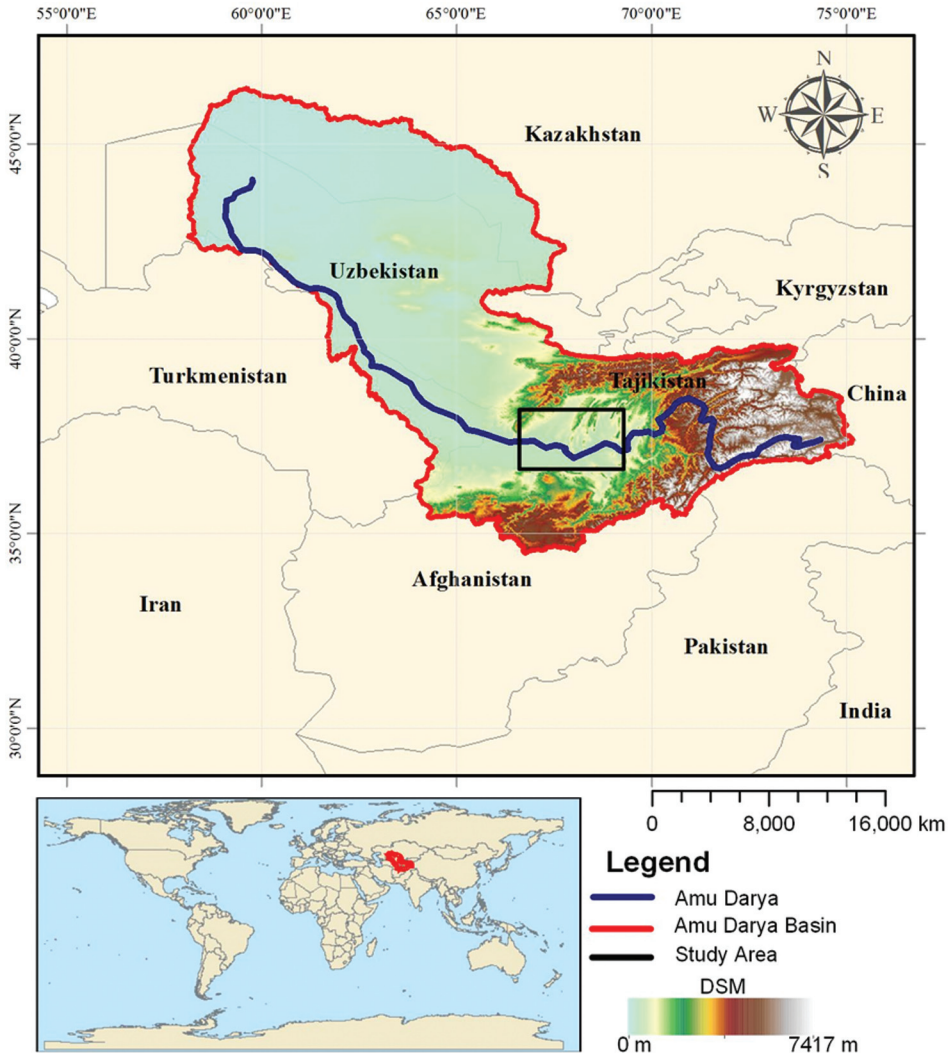 55°0'0"E 60°0'0"E 65°0'0"E 70°0'0"E 75°0'0"E
N
W E
S
45°0'0"N
Kazakhstan
Uzbekistan
Kyrgyzstan
40°0'0"N
Turkmenistan
Tajikistan
China
35°0'0"N
Afghanistan
Iran
Pakistan
India
30°0'0"N
0 8,000 16,000 km
Legend
Amu Darya
Amu Darya Basin
Study Area
DSM
0 m 7417 m